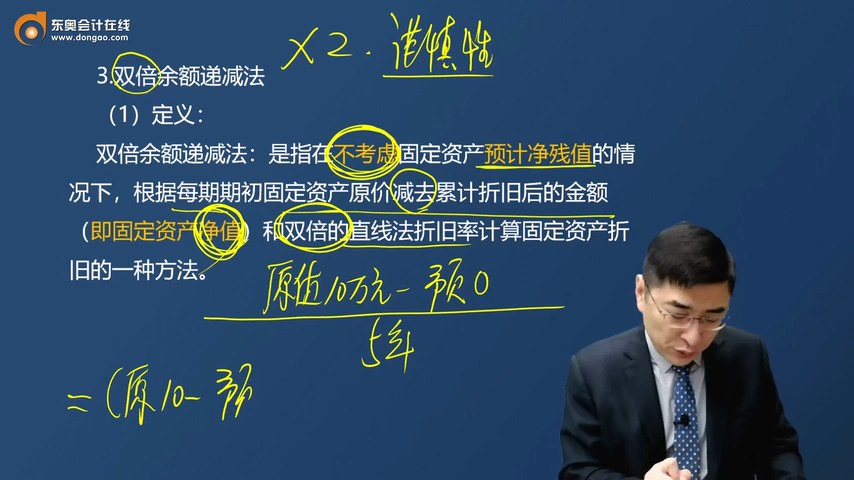 东奥会计在线
www.dongao.com
×2.谨慎性
3.双倍余额递减法
（1）定义：
双倍余额递减法：是指在不考虑固定资产预计净残值的情
况下，根据每期期初固定资产原价减去累计折旧后的金额
（即固定资产净值）和双倍的直线法折旧率计算固定资产折
旧的一种方法。
原值10万元-预0
5年
=(原10-预